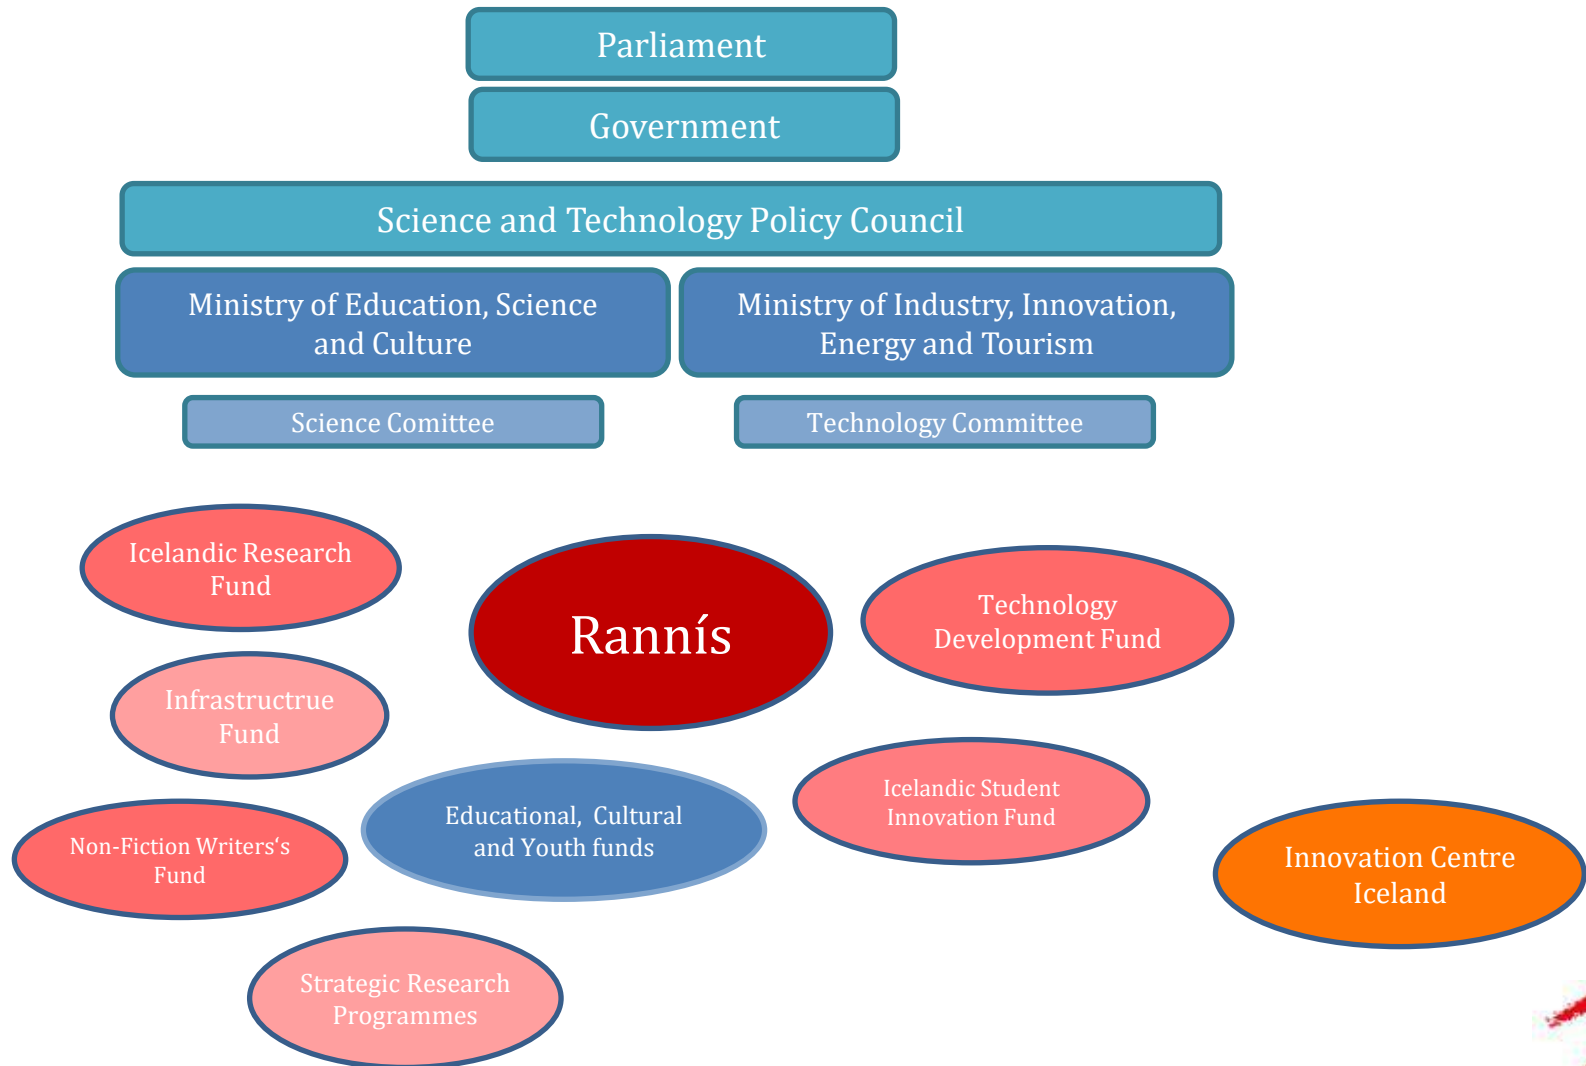 Parliament
Government
Science and Technology Policy Council
Ministry of Education, Science
and Culture
Ministry of Industry, Innovation,
Energy and Tourism
Science Comittee
Technology Committee
Icelandic Research
Fund
Rannís
Technology
Development Fund
Infrastructrue
Fund
Educational,  Cultural
and Youth funds
Icelandic Student
Innovation Fund
Non-Fiction Writers‘s
Fund
Innovation Centre
Iceland
Strategic Research
Programmes